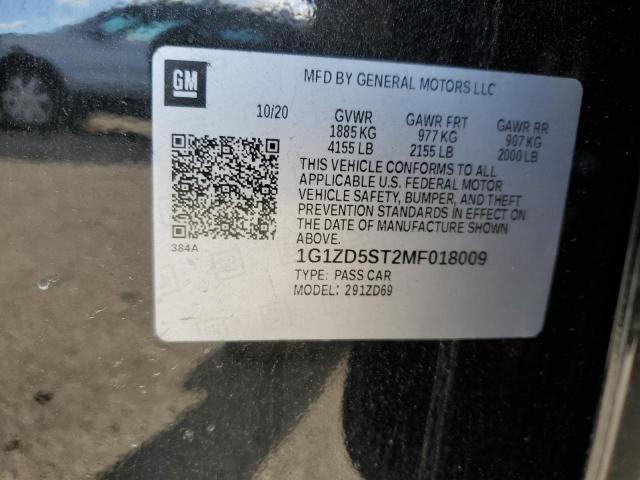 GM
MFD BY GENERAL MOTORS LLC
10/20 GVWR GAWR FRT GAWR RR
1885 KG 977 KG 907 KG
4155 LB 2155 LB 2000 LB
THIS VEHICLE CONFORMS TO ALL
APPLICABLE U.S. FEDERAL MOTOR
VEHICLE SAFETY, BUMPER, AND THEFT
PREVENTION STANDARDS IN EFFECT ON
THE DATE OF MANUFACTURE SHOWN
ABOVE.
384A
1G1ZD5ST2MF018009
TYPE: PASS CAR
MODEL: 291ZD69